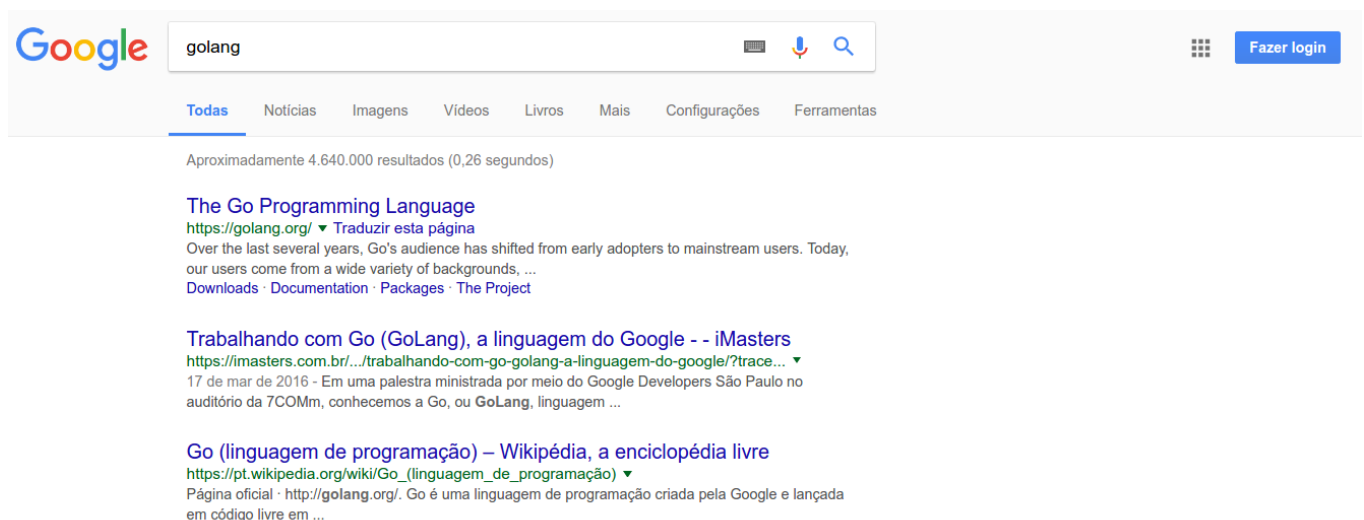 Google
golang
Fazer login
Todas Notícias Imagens Vídeos Livros Mais Configurações Ferramentas
Aproximadamente 4.640.000 resultados (0,26 segundos)
The Go Programming Language
https://golang.org/ ▼ Traduzir esta página
Over the last several years, Go's audience has shifted from early adopters to mainstream users. Today,
our users come from a wide variety of backgrounds, ...
Downloads · Documentation · Packages · The Project
Trabalhando com Go (GoLang), a linguagem do Google - - iMasters
https://imasters.com.br/.../trabalhando-com-go-golang-a-linguagem-do-google/?trace... ▼
17 de mar de 2016 - Em uma palestra ministrada por meio do Google Developers São Paulo no
auditório da 7COMm, conhecemos a Go, ou GoLang, linguagem ...
Go (linguagem de programação) – Wikipédia, a enciclopédia livre
https://pt.wikipedia.org/wiki/Go_(linguagem_de_programação) ▼
Página oficial · http://golang.org/. Go é uma linguagem de programação criada pela Google e lançada
em código livre em ...